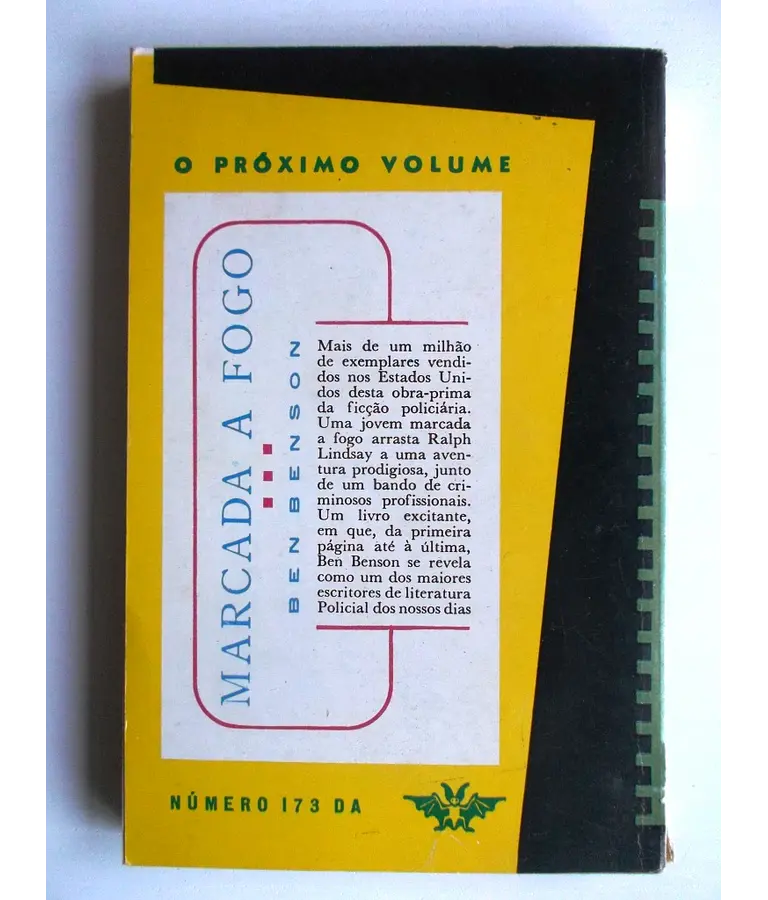 O PRÓXIMO VOLUME
MARCADA A FOGO
BEN BENSON
Mais de um milhão
de exemplares vendi-
dos nos Estados Uni-
dos desta obra-prima
da ficção policiária.
Uma jovem marcada
a fogo arrasta Ralph
Lindsay a uma aven-
tura prodigiosa, junto
de um bando de cri-
minosos profissionais.
Um livro excitante,
em que, da primeira
página até à última,
Ben Benson se revela
como um dos maiores
escritores de literatura
Policial dos nossos dias
NÚMERO 173 DA